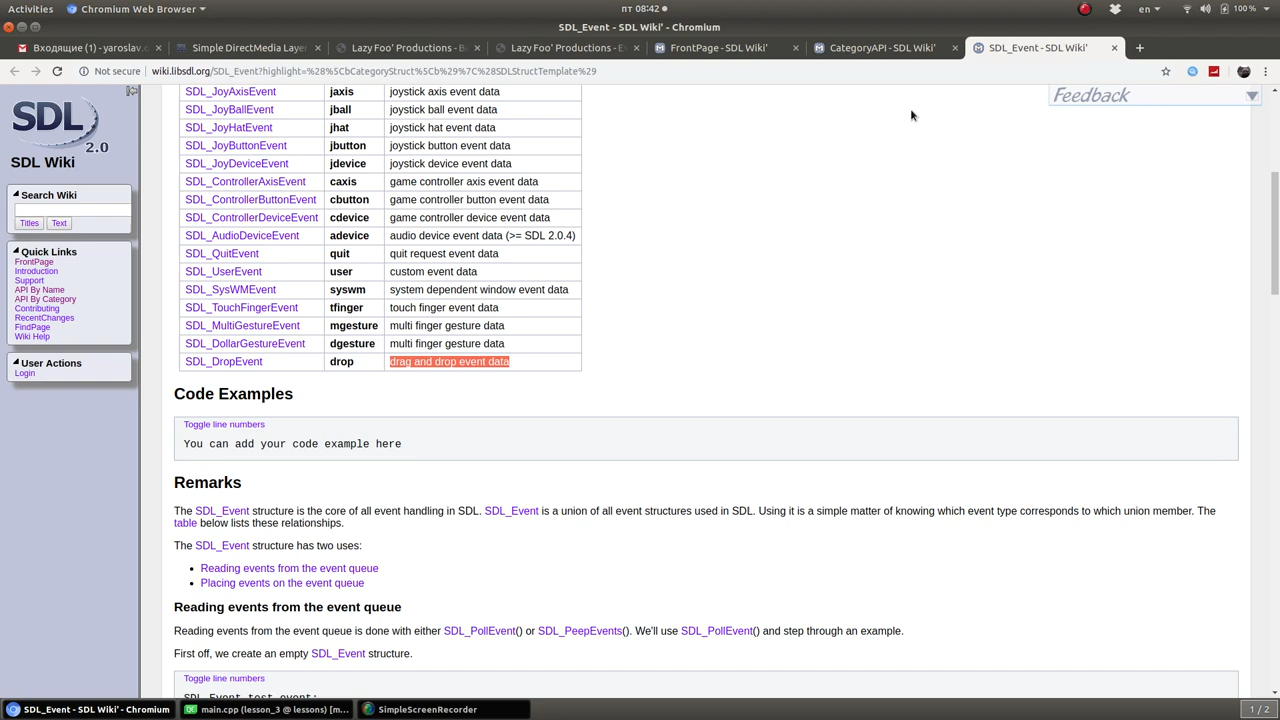 Activities
Chromium Web Browser
пт 08:42
en
100 %
SDL_Event - SDL Wiki' - Chromium
Входящие (1) - yaroslav.c
Simple DirectMedia Laye
Lazy Foo' Productions - B
Lazy Foo' Productions - E
FrontPage - SDL Wiki'
CategoryAPI - SDL Wiki'
SDL_Event - SDL Wiki'
Not secure
wiki.libsdl.org/SDL_Event?highlight=%28%5CbCategoryStruct%5Cb%29%7C%28SDLStructTemplate%29
SDL 2.0
SDL Wiki
Search Wiki
Titles
Text
Quick Links
FrontPage
Introduction
Support
API By Name
API By Category
Contributing
RecentChanges
FindPage
Wiki Help
User Actions
Login
Feedback
SDL_JoyAxisEvent jaxis joystick axis event data
SDL_JoyBallEvent jball joystick ball event data
SDL_JoyHatEvent jhat joystick hat event data
SDL_JoyButtonEvent jbutton joystick button event data
SDL_JoyDeviceEvent jdevice joystick device event data
SDL_ControllerAxisEvent caxis game controller axis event data
SDL_ControllerButtonEvent cbutton game controller button event data
SDL_ControllerDeviceEvent cdevice game controller device event data
SDL_AudioDeviceEvent adevice audio device event data (>= SDL 2.0.4)
SDL_QuitEvent quit quit request event data
SDL_UserEvent user custom event data
SDL_SysWMEvent syswm system dependent window event data
SDL_TouchFingerEvent tfinger touch finger event data
SDL_MultiGestureEvent mgesture multi finger gesture data
SDL_DollarGestureEvent dgesture multi finger gesture data
SDL_DropEvent drop drag and drop event data
Code Examples
Toggle line numbers
You can add your code example here
Remarks
The SDL_Event structure is the core of all event handling in SDL. SDL_Event is a union of all event structures used in SDL. Using it is a simple matter of knowing which event type corresponds to which union member. The
table below lists these relationships.
The SDL_Event structure has two uses:
• Reading events from the event queue
• Placing events on the event queue
Reading events from the event queue
Reading events from the event queue is done with either SDL_PollEvent() or SDL_PeepEvents(). We'll use SDL_PollEvent() and step through an example.
First off, we create an empty SDL_Event structure.
Toggle line numbers
SDL_Event test_event;
SDL_Event - SDL Wiki' - Chromium
main.cpp (lesson_3 @ lessons) [m...
SimpleScreenRecorder
1 / 2